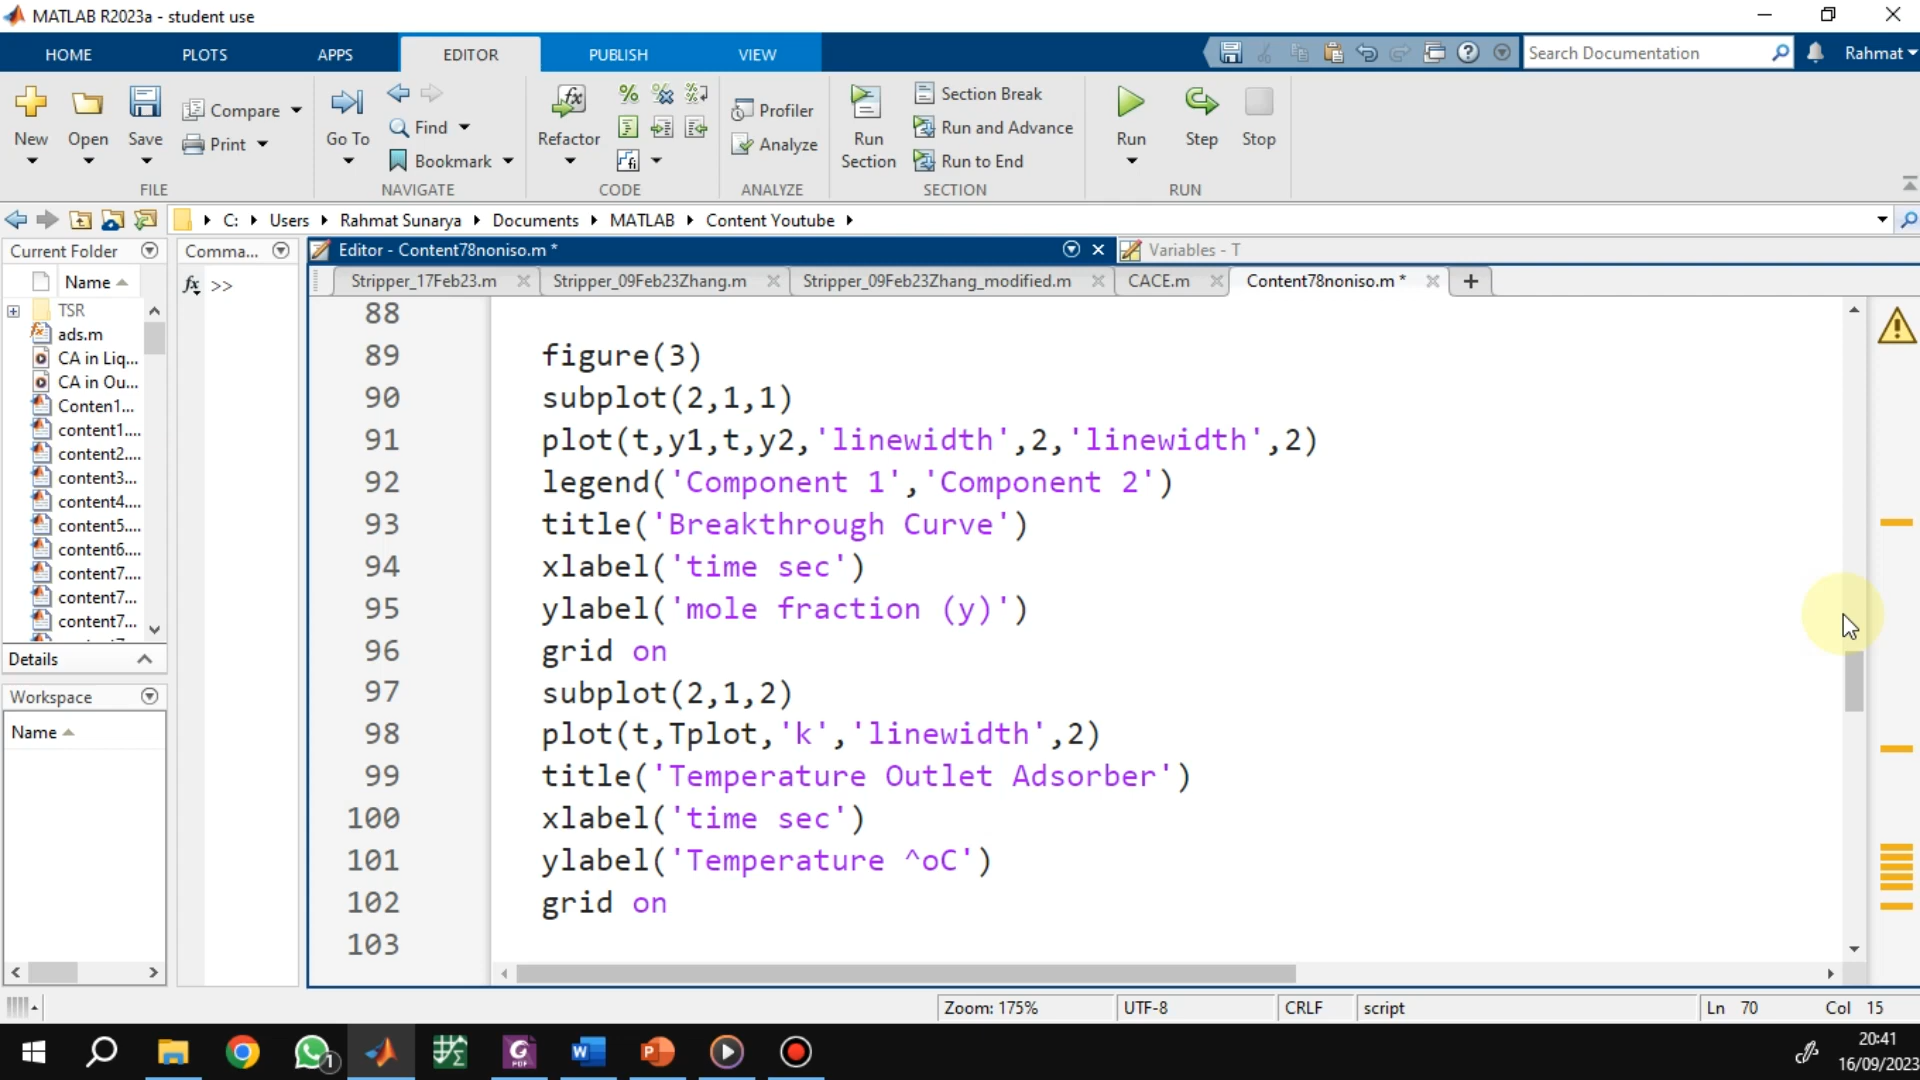 MATLAB R2023a - student use
HOME PLOTS APPS EDITOR PUBLISH VIEW Search Documentation Rahmat
New Open Save Compare Print FILE
Go To Find Bookmark NAVIGATE
Refactor CODE
Profiler Analyze ANALYZE
Run Section Section Break Run and Advance Run to End SECTION
Run Step Stop RUN
C: Users Rahmat Sunarya Documents MATLAB Content Youtube
Current Folder
Name
TSR
ads.m
CA in Liq...
CA in Ou...
Conten1...
content1....
content2....
content3...
content4....
content5....
content6....
content7....
content7...
content7...
Details
Workspace
Name
Comma...
fx >>
Editor - Content78noniso.m * Variables - T
Stripper_17Feb23.m Stripper_09Feb23Zhang.m Stripper_09Feb23Zhang_modified.m CACE.m Content78noniso.m *
88
89 figure(3)
90 subplot(2,1,1)
91 plot(t,y1,t,y2,'linewidth',2,'linewidth',2)
92 legend('Component 1','Component 2')
93 title('Breakthrough Curve')
94 xlabel('time sec')
95 ylabel('mole fraction (y)')
96 grid on
97 subplot(2,1,2)
98 plot(t,Tplot,'k','linewidth',2)
99 title('Temperature Outlet Adsorber')
100 xlabel('time sec')
101 ylabel('Temperature ^oC')
102 grid on
103
Zoom: 175% UTF-8 CRLF script Ln 70 Col 15
1
20:41
16/09/2023